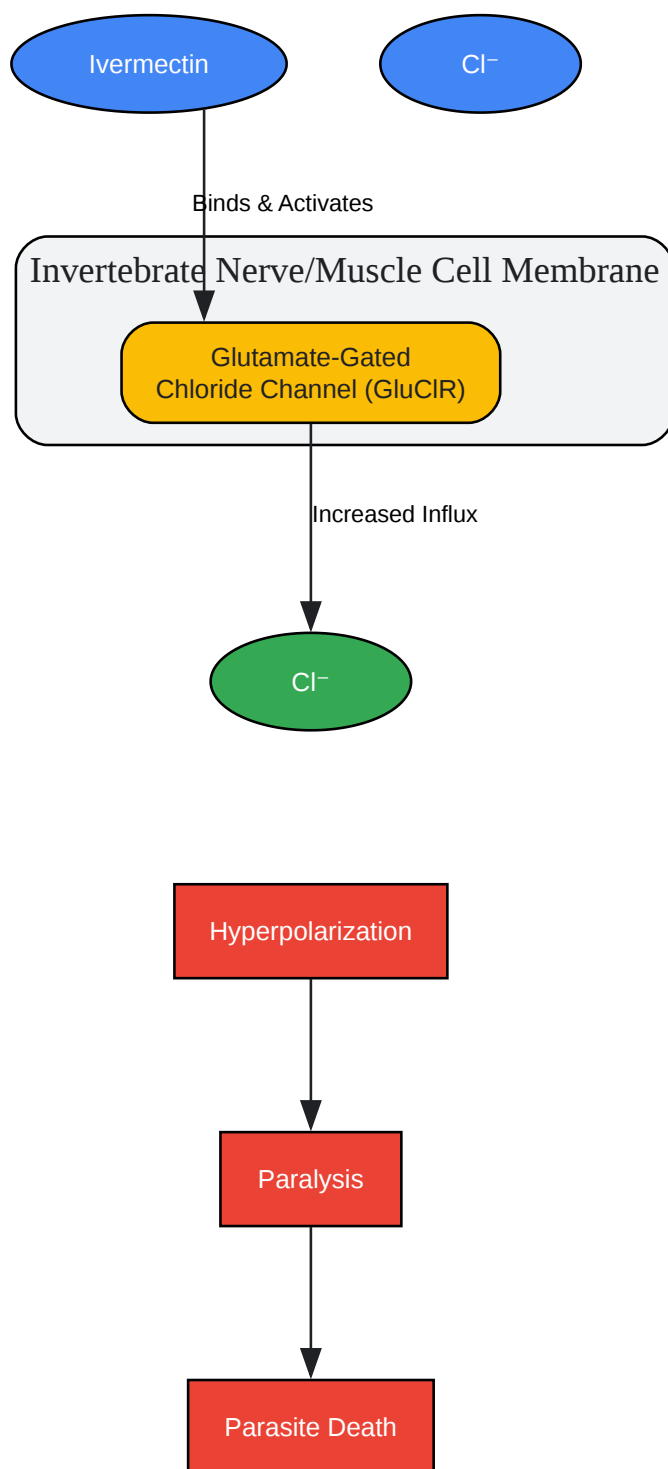 Ivermectin
Cl⁻
Binds & Activates
Invertebrate Nerve/Muscle Cell Membrane
Glutamate-Gated
Chloride Channel (GluClR)
Increased Influx
Cl⁻
Hyperpolarization
Paralysis
Parasite Death